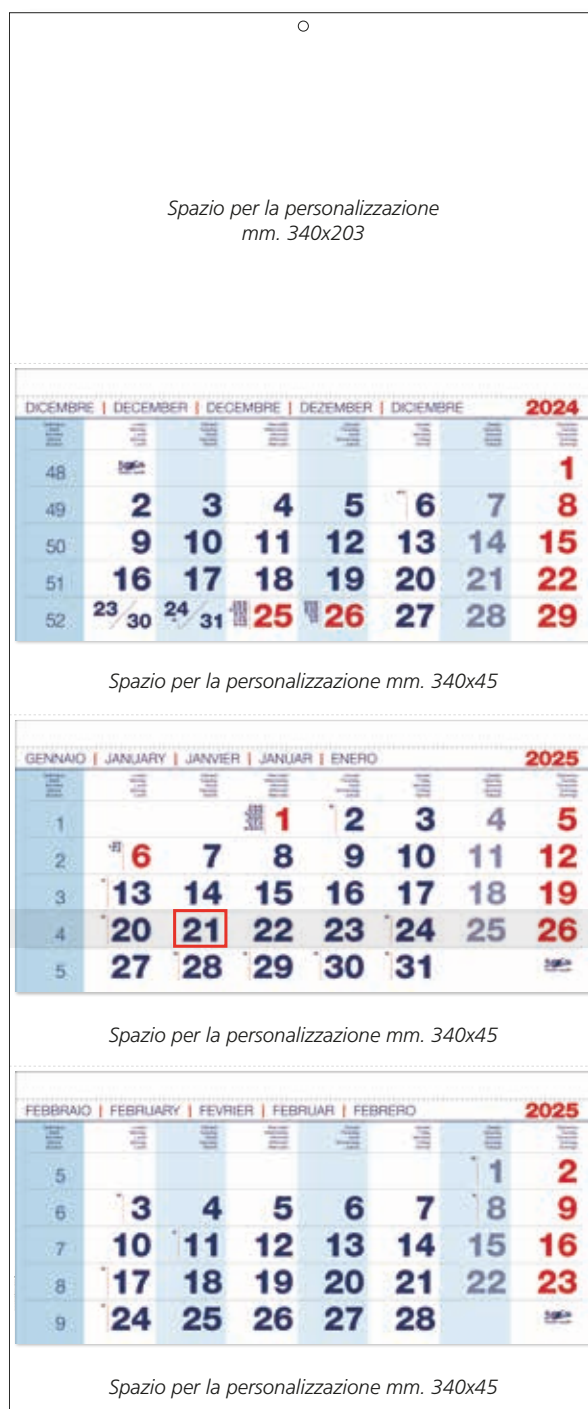 Spazio per la personalizzazione
mm. 340x203
DICEMBRE | DECEMBER | DECEMBRE | DEZEMBER | DICIEMBRE 2024
48 1
49 2 3 4 5 6 7 8
50 9 10 11 12 13 14 15
51 16 17 18 19 20 21 22
52 23/30 24/31 25 26 27 28 29
Spazio per la personalizzazione mm. 340x45
GENNAIO | JANUARY | JANVIER | JANUAR | ENERO 2025
1 1 2 3 4 5
2 6 7 8 9 10 11 12
3 13 14 15 16 17 18 19
4 20 21 22 23 24 25 26
5 27 28 29 30 31
Spazio per la personalizzazione mm. 340x45
FEBBRAIO | FEBRUARY | FEVRIER | FEBRUAR | FEBRERO 2025
5 1 2
6 3 4 5 6 7 8 9
7 10 11 12 13 14 15 16
8 17 18 19 20 21 22 23
9 24 25 26 27 28
Spazio per la personalizzazione mm. 340x45